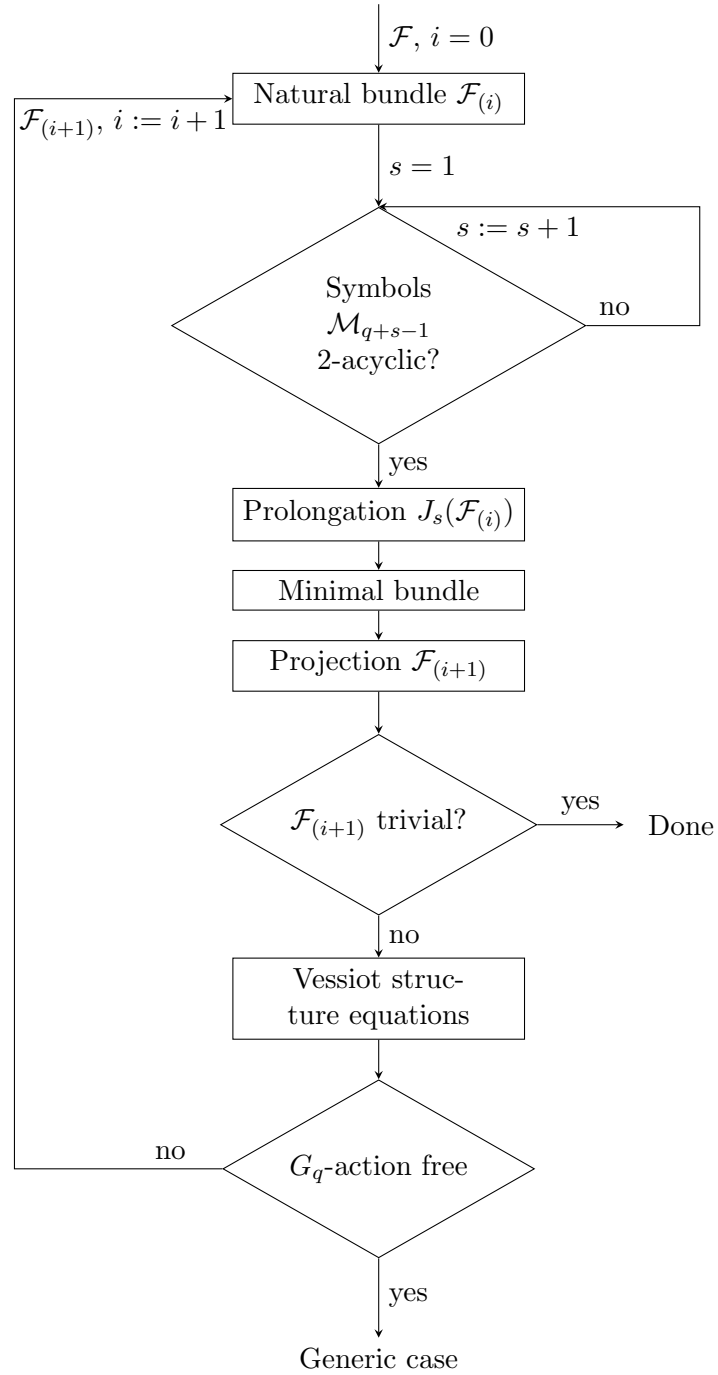 𝓕, i = 0
Natural bundle 𝓕₍ᵢ₎
𝓕₍ᵢ₊₁₎, i := i + 1
s = 1
s := s + 1
Symbols
𝓜_{q+s−1}
2-acyclic?
no
yes
Prolongation Jₛ(𝓕₍ᵢ₎)
Minimal bundle
Projection 𝓕₍ᵢ₊₁₎
𝓕₍ᵢ₊₁₎ trivial?
yes
Done
no
Vessiot struc-
ture equations
no
G_q-action free
yes
Generic case